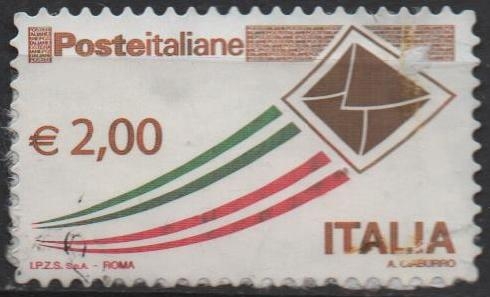 Posteitaliane
€ 2,00
ITALIA
I.P.Z.S. S.p.A. - ROMA
A. CIABURRO